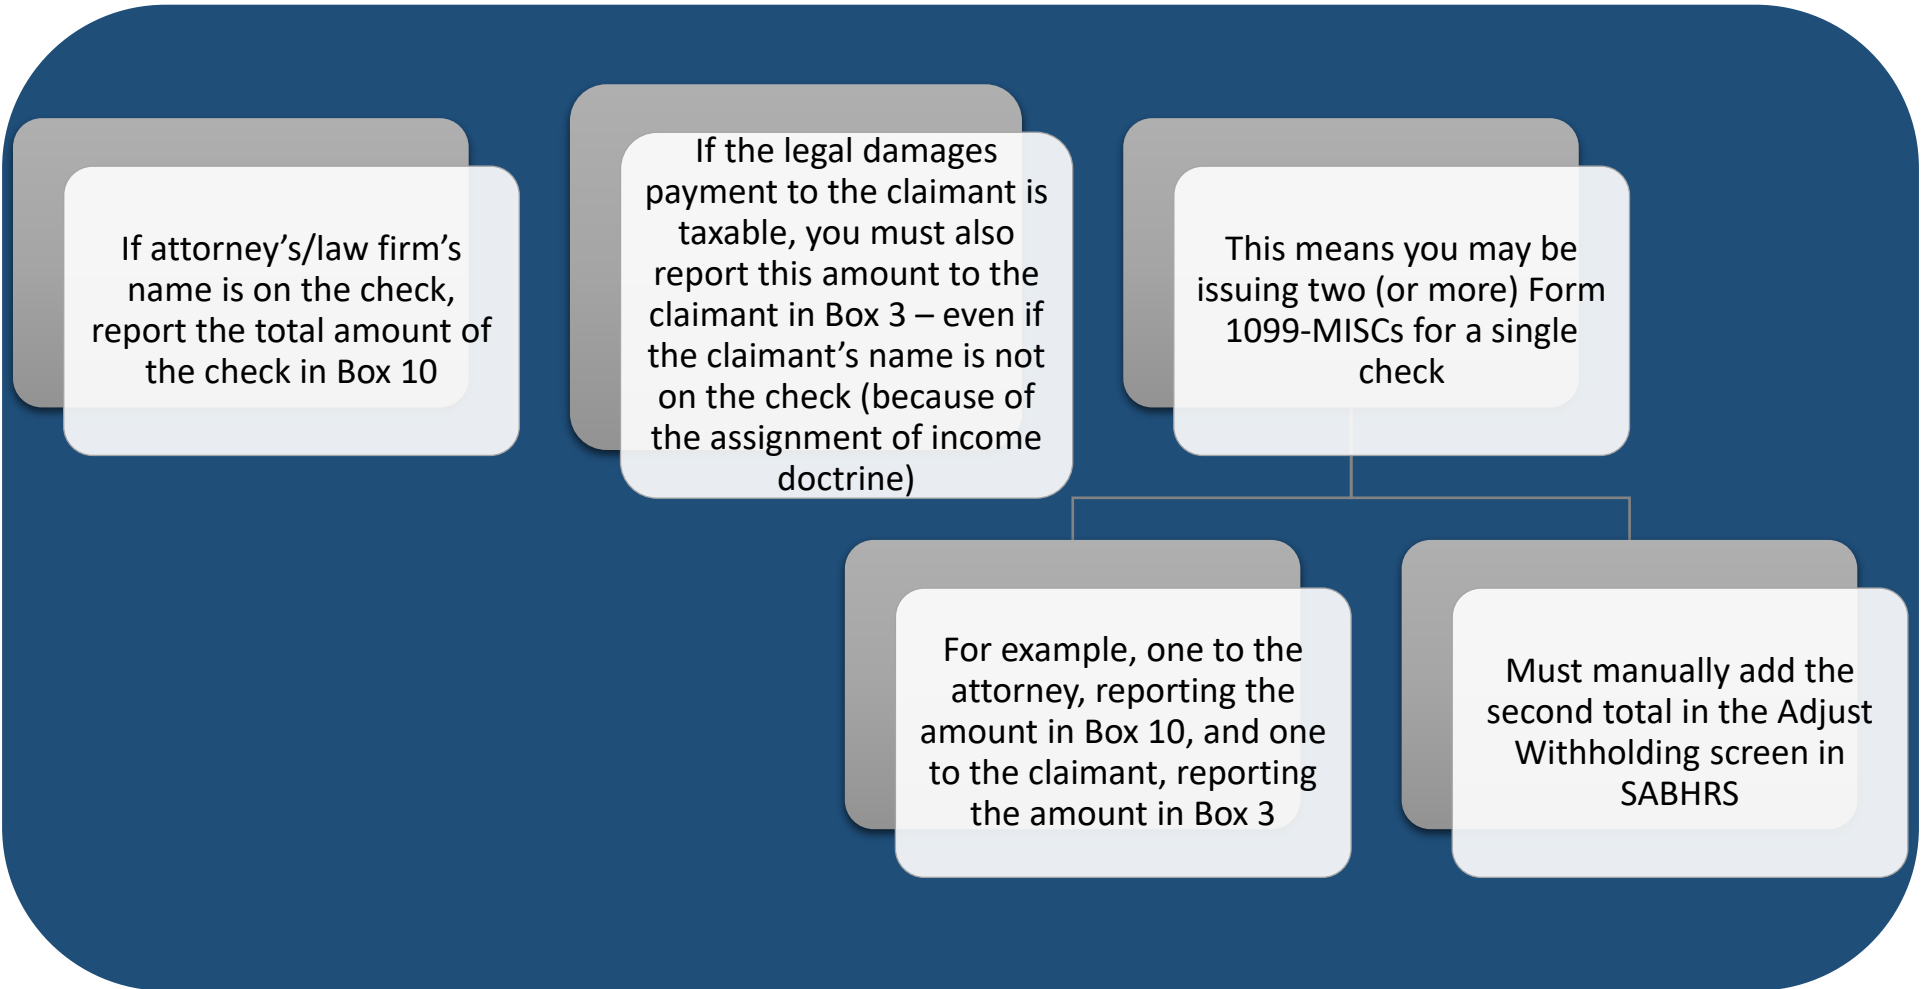 If attorney’s/law firm’s
name is on the check,
report the total amount of
the check in Box 10
If the legal damages
payment to the claimant is
taxable, you must also
report this amount to the
claimant in Box 3 – even if
the claimant’s name is not
on the check (because of
the assignment of income
doctrine)
This means you may be
issuing two (or more) Form
1099-MISCs for a single
check
For example, one to the
attorney, reporting the
amount in Box 10, and one
to the claimant, reporting
the amount in Box 3
Must manually add the
second total in the Adjust
Withholding screen in
SABHRS